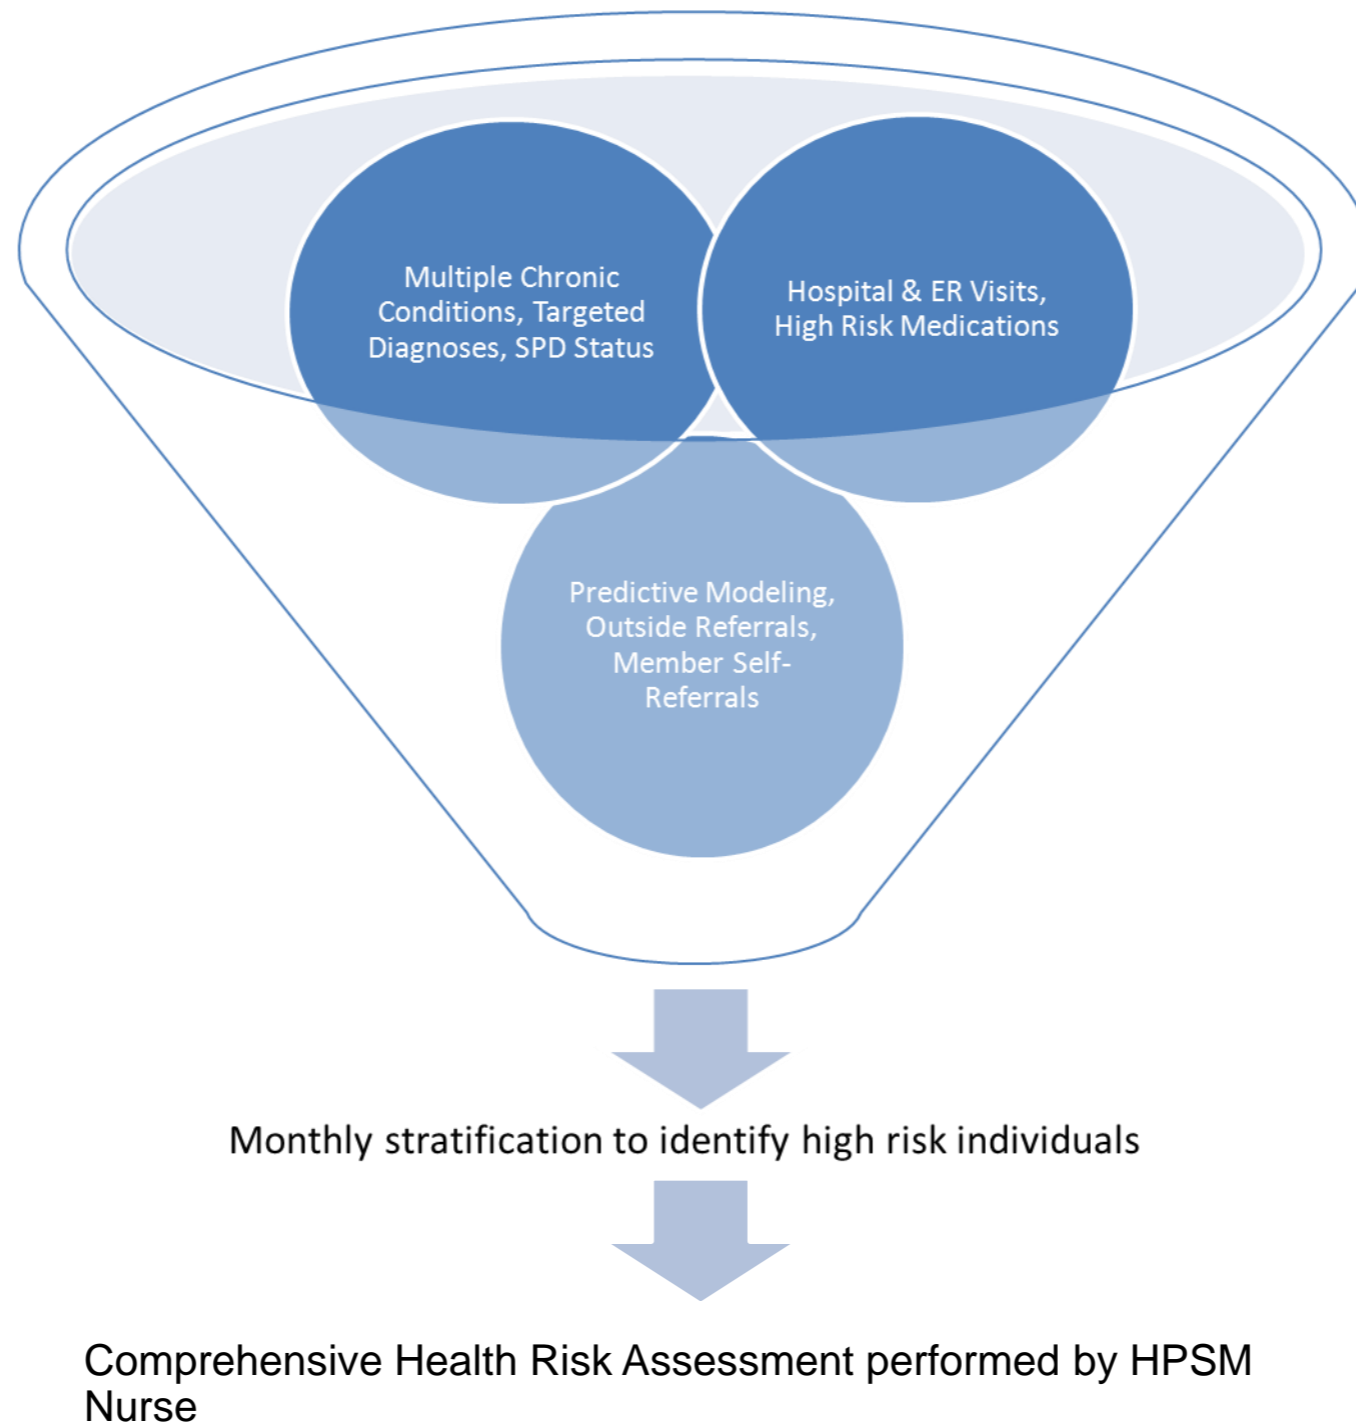 Multiple Chronic
Conditions, Targeted
Diagnoses, SPD Status
Hospital & ER Visits,
High Risk Medications
Predictive Modeling,
Outside Referrals,
Member Self-
Referrals
Monthly stratification to identify high risk individuals
Comprehensive Health Risk Assessment performed by HPSM
Nurse